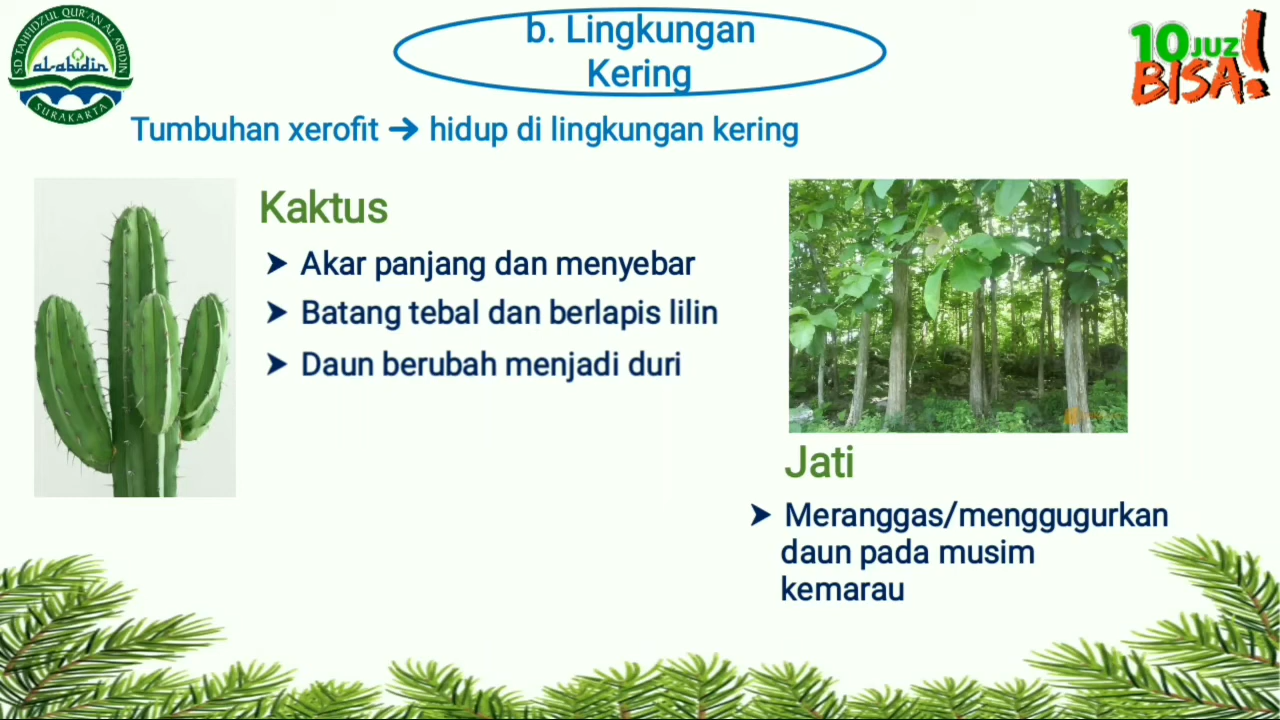 SD TAHFIDZUL QUR'AN AL ABIDIN
al-abidin
SURAKARTA
b. Lingkungan
Kering
10 JUZ
BISA!
Tumbuhan xerofit ➔ hidup di lingkungan kering
Kaktus
➤ Akar panjang dan menyebar
➤ Batang tebal dan berlapis lilin
➤ Daun berubah menjadi duri
Jati
➤ Meranggas/menggugurkan
daun pada musim
kemarau